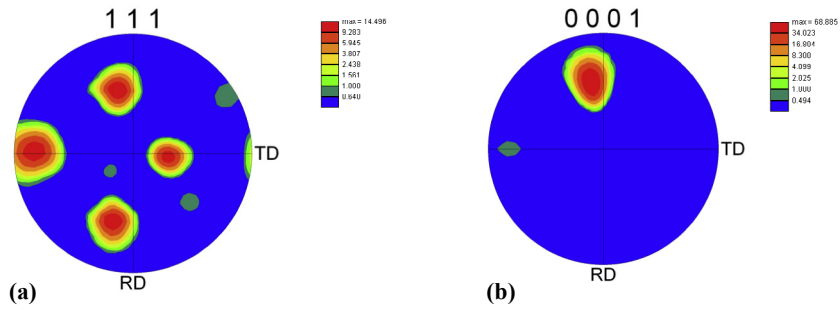 1 1 1
max = 14.496
9.283
5.945
3.807
2.438
1.561
1.000
0.640
TD
RD
(a)
0 0 0 1
max = 68.885
34.023
16.804
8.300
4.099
2.025
1.000
0.494
TD
RD
(b)